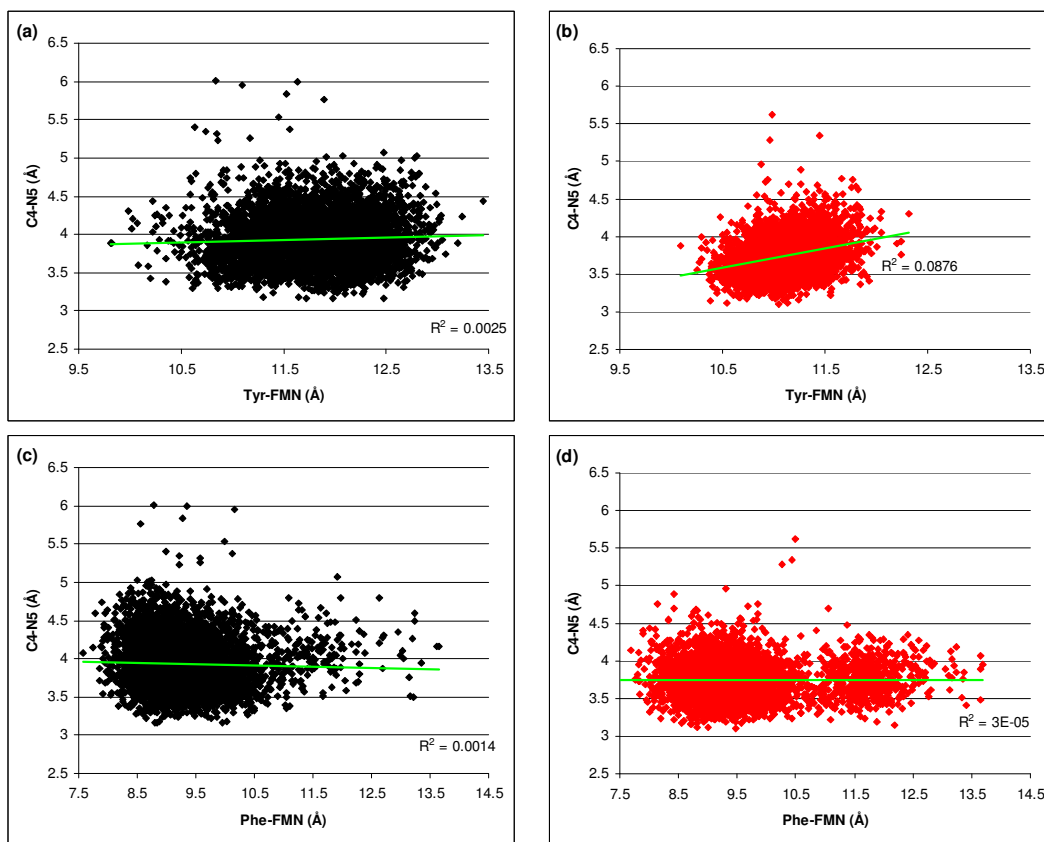 (a)
6.5
6
5.5
5
4.5
4
3.5
3
2.5
C4-N5 (Å)
R² = 0.0025
9.5 10.5 11.5 12.5 13.5
Tyr-FMN (Å)
(b)
6.5
6
5.5
5
4.5
4
3.5
3
2.5
C4-N5 (Å)
R² = 0.0876
9.5 10.5 11.5 12.5 13.5
Tyr-FMN (Å)
(c)
6.5
6
5.5
5
4.5
4
3.5
3
2.5
C4-N5 (Å)
R² = 0.0014
7.5 8.5 9.5 10.5 11.5 12.5 13.5 14.5
Phe-FMN (Å)
(d)
6.5
6
5.5
5
4.5
4
3.5
3
2.5
C4-N5 (Å)
R² = 3E-05
7.5 8.5 9.5 10.5 11.5 12.5 13.5 14.5
Phe-FMN (Å)